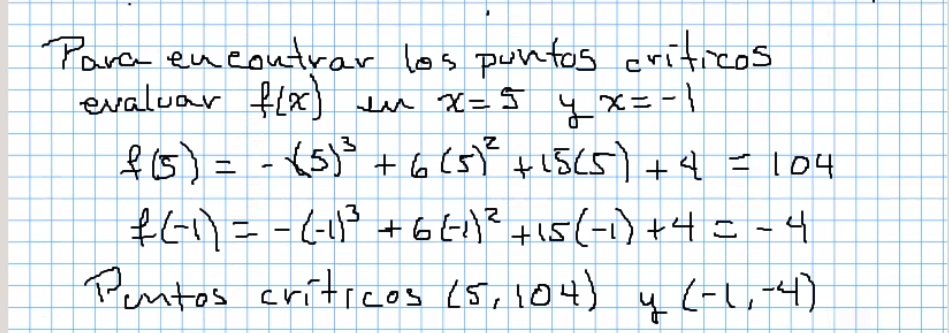 Para encontrar los puntos críticos
evaluar f(x) en x=5 y x=-1
f(5) = -(5)³ + 6(5)² + 15(5) + 4 = 104
f(-1) = -(-1)³ + 6(-1)² + 15(-1) + 4 = -4
Puntos críticos (5, 104) y (-1, -4)